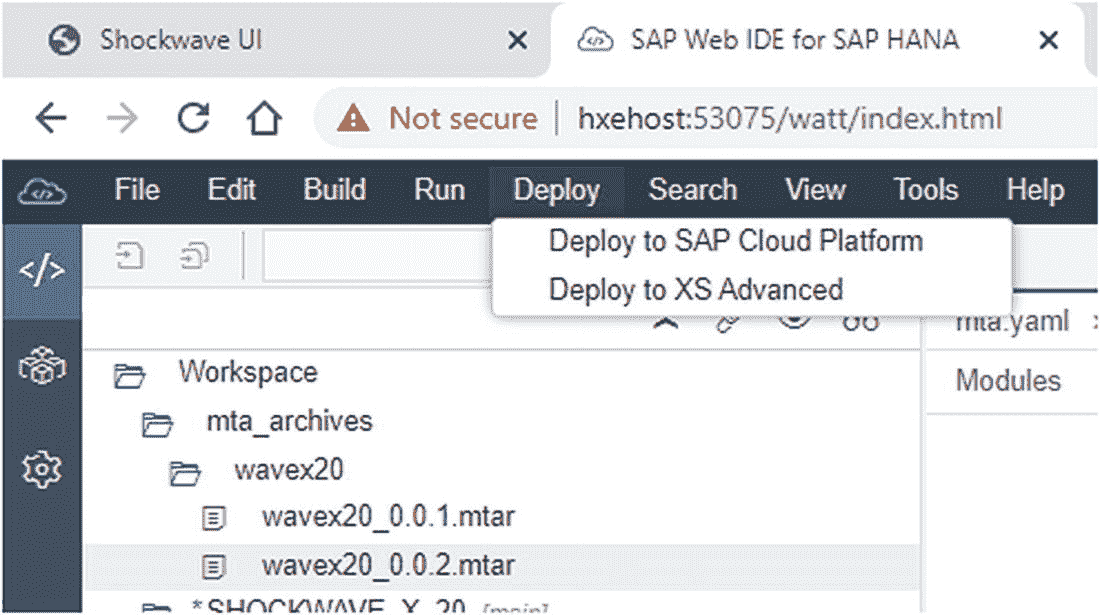 Shockwave UI
SAP Web IDE for SAP HANA
Not secure | hxehost:53075/watt/index.html
File Edit Build Run Deploy Search View Tools Help
Deploy to SAP Cloud Platform
Deploy to XS Advanced
mta.yaml
Modules
Workspace
mta_archives
wavex20
wavex20_0.0.1.mtar
wavex20_0.0.2.mtar
*SHOCKWAVE_X_20 [main]